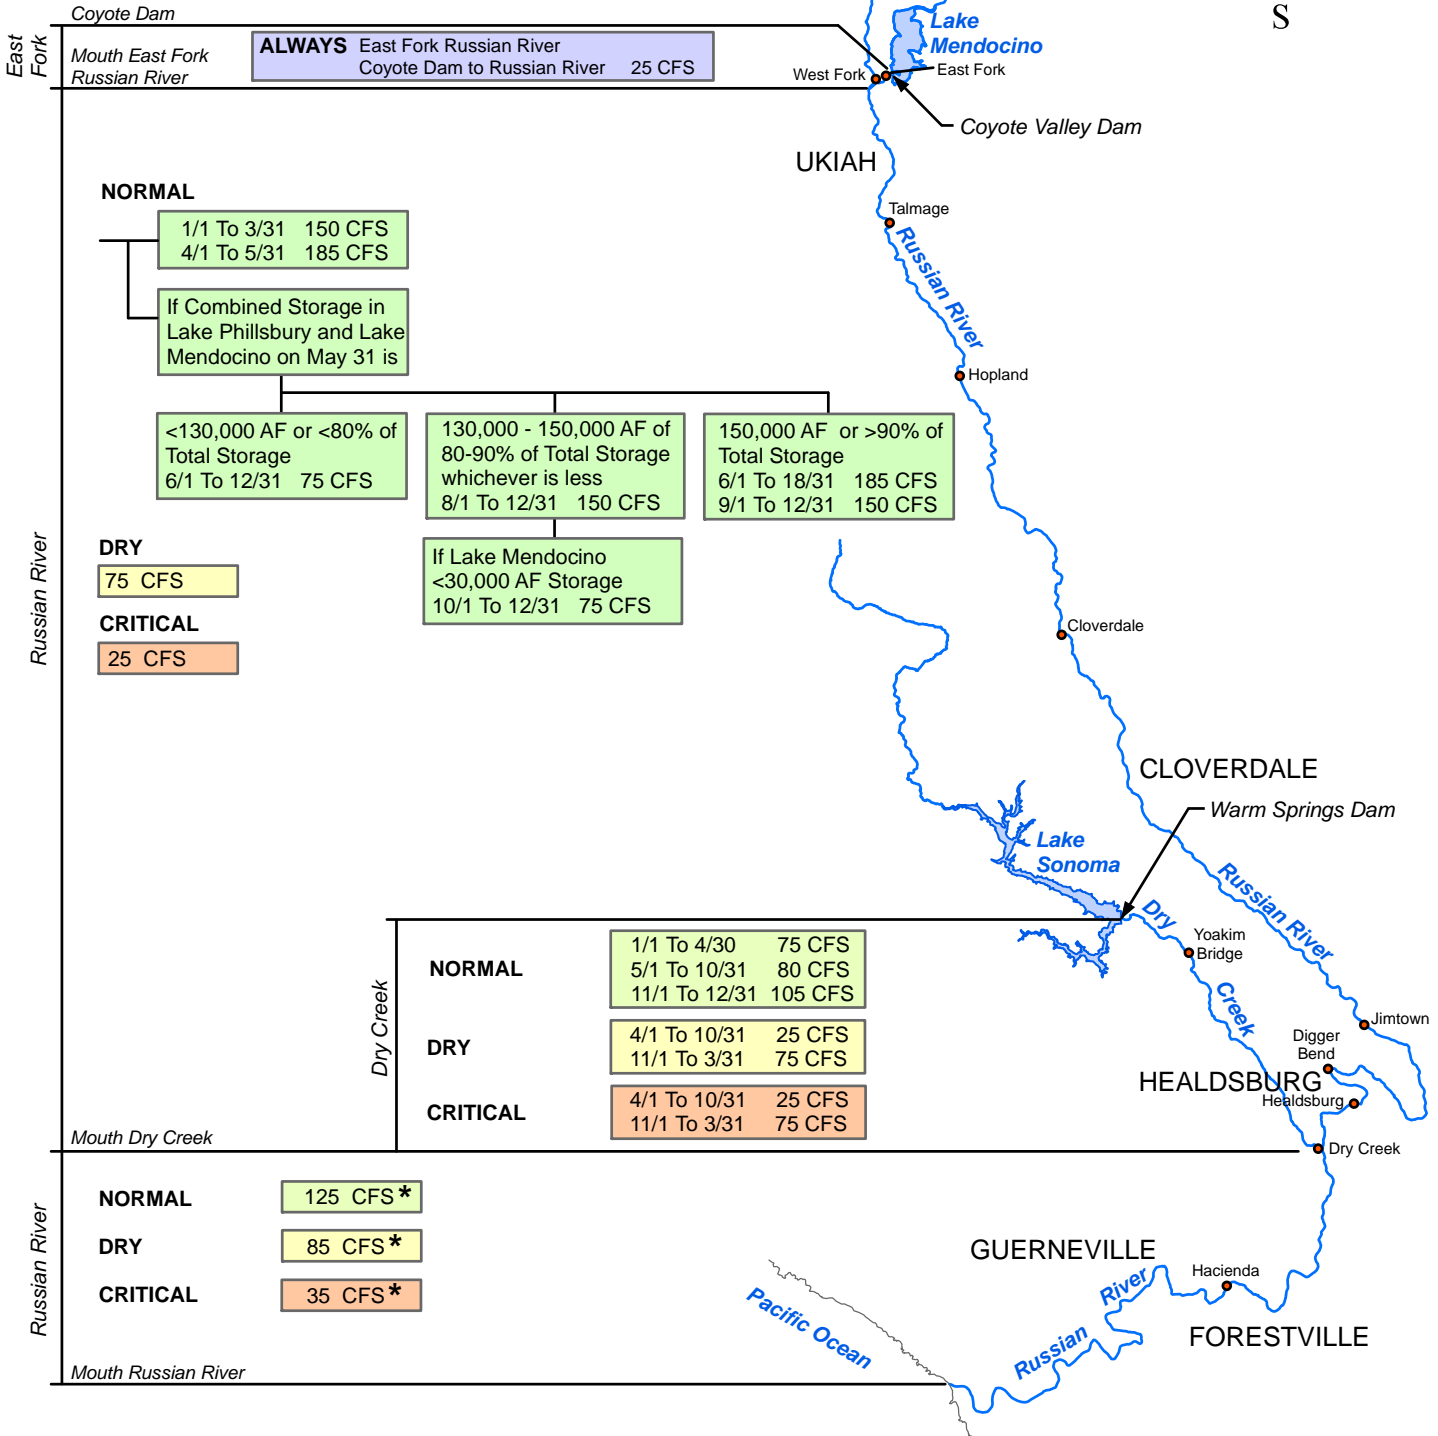 Coyote Dam
East
Fork
Mouth East Fork
Russian River
ALWAYS East Fork Russian River
Coyote Dam to Russian River 25 CFS
S
Lake
Mendocino
West Fork
East Fork
Coyote Valley Dam
UKIAH
Talmage
Russian River
Hopland
NORMAL
1/1 To 3/31 150 CFS
4/1 To 5/31 185 CFS
If Combined Storage in
Lake Phillsbury and Lake
Mendocino on May 31 is
<130,000 AF or <80% of
Total Storage
6/1 To 12/31 75 CFS
130,000 - 150,000 AF of
80-90% of Total Storage
whichever is less
8/1 To 12/31 150 CFS
150,000 AF or >90% of
Total Storage
6/1 To 18/31 185 CFS
9/1 To 12/31 150 CFS
If Lake Mendocino
<30,000 AF Storage
10/1 To 12/31 75 CFS
Russian River
DRY
75 CFS
CRITICAL
25 CFS
Cloverdale
CLOVERDALE
Warm Springs Dam
Lake
Sonoma
Russian River
Dry
Creek
Yoakim
Bridge
Jimtown
Digger
Bend
HEALDSBURG
Healdsburg
Dry Creek
Dry Creek
NORMAL
1/1 To 4/30 75 CFS
5/1 To 10/31 80 CFS
11/1 To 12/31 105 CFS
DRY
4/1 To 10/31 25 CFS
11/1 To 3/31 75 CFS
CRITICAL
4/1 To 10/31 25 CFS
11/1 To 3/31 75 CFS
Mouth Dry Creek
Russian River
NORMAL
125 CFS*
DRY
85 CFS*
CRITICAL
35 CFS*
GUERNEVILLE
Hacienda
FORESTVILLE
Russian
River
Pacific Ocean
Mouth Russian River